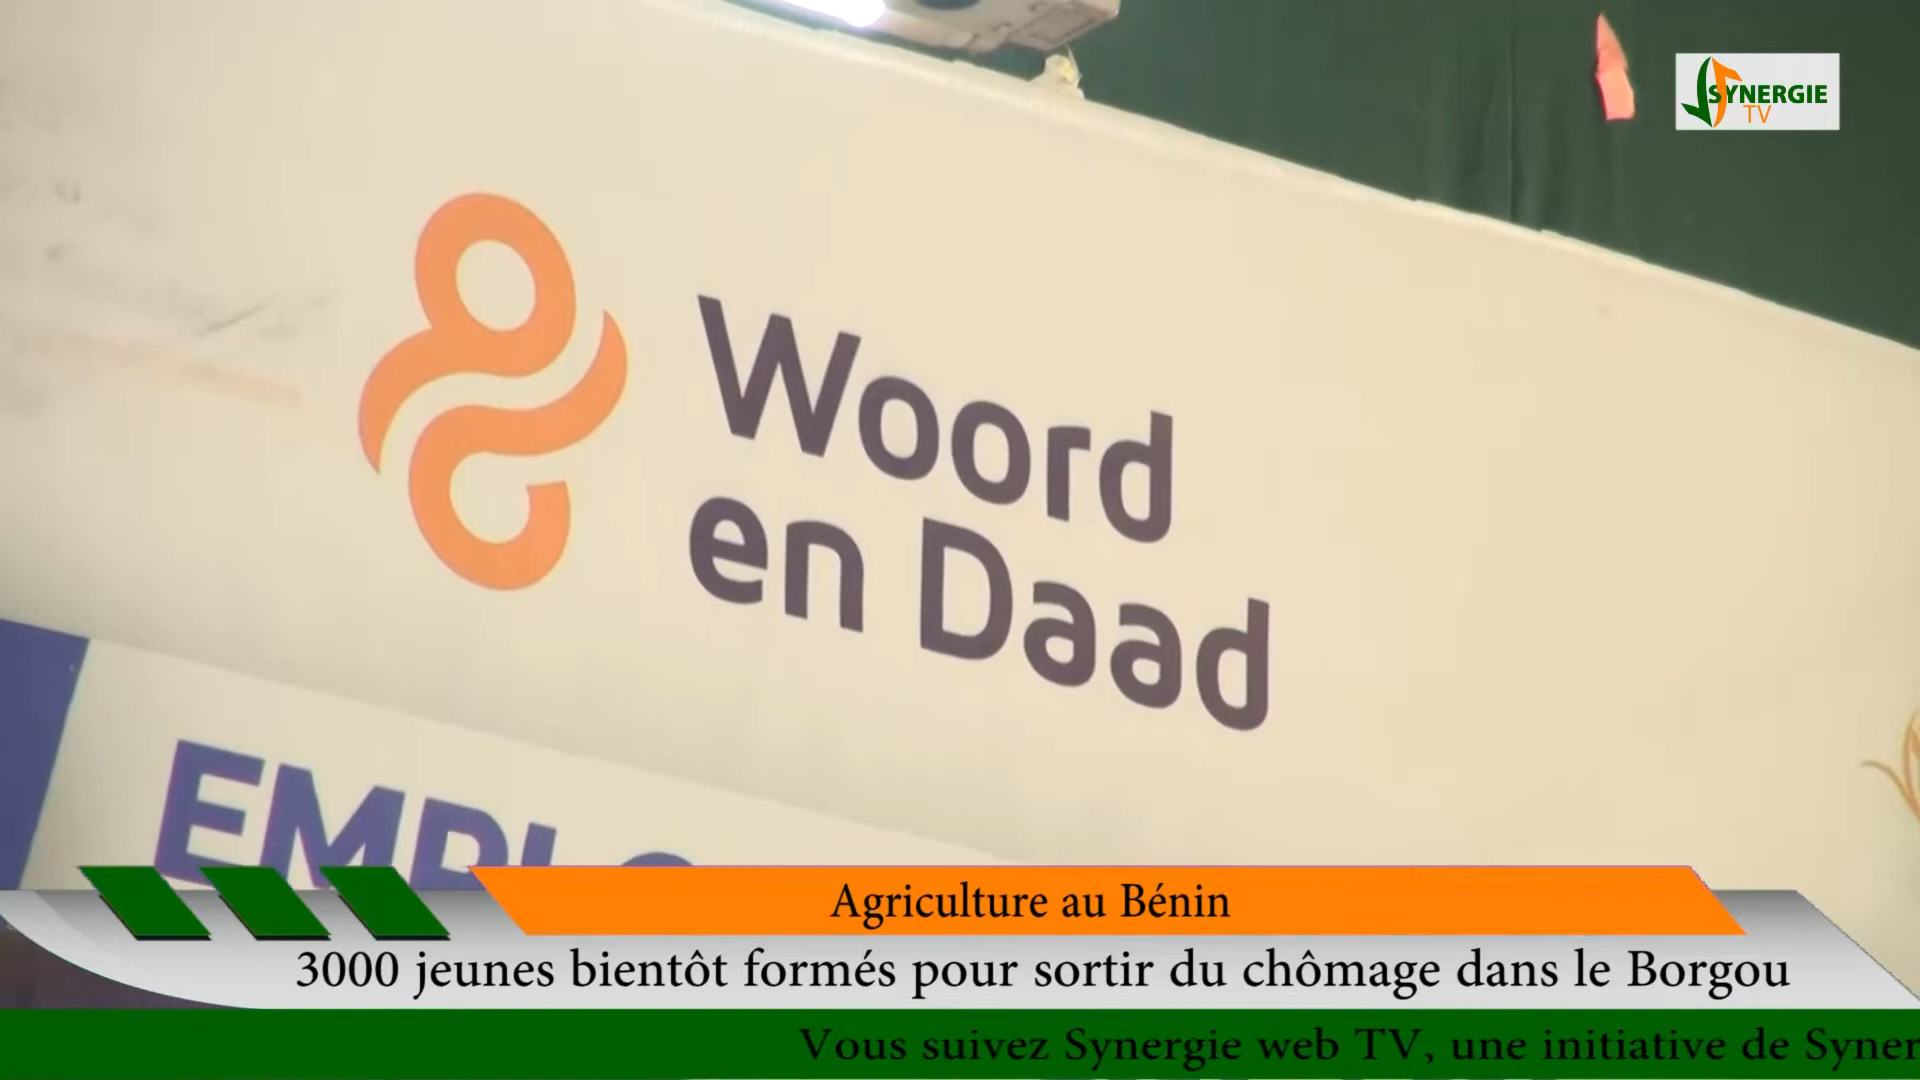 SYNERGIE
TV
Woord
en Daad
Agriculture au Bénin
3000 jeunes bientôt formés pour sortir du chômage dans le Borgou
Vous suivez Synergie web TV, une initiative de